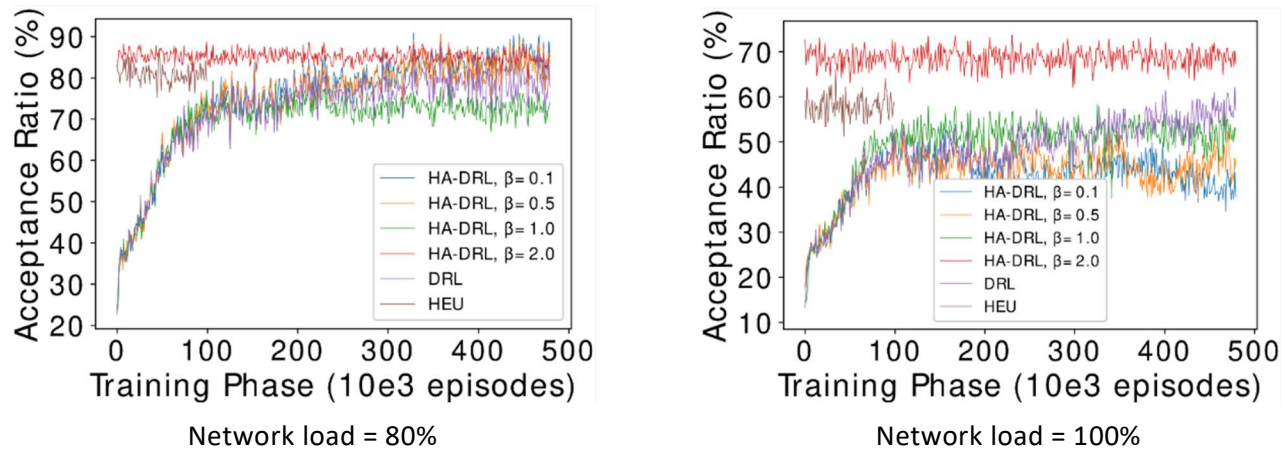 Acceptance Ratio (%)
90
80
70
60
50
40
30
20
HA-DRL, β= 0.1
HA-DRL, β= 0.5
HA-DRL, β= 1.0
HA-DRL, β= 2.0
DRL
HEU
0 100 200 300 400 500
Training Phase (10e3 episodes)
Network load = 80%
Acceptance Ratio (%)
70
60
50
40
30
20
10
HA-DRL, β= 0.1
HA-DRL, β= 0.5
HA-DRL, β= 1.0
HA-DRL, β= 2.0
DRL
HEU
0 100 200 300 400 500
Training Phase (10e3 episodes)
Network load = 100%